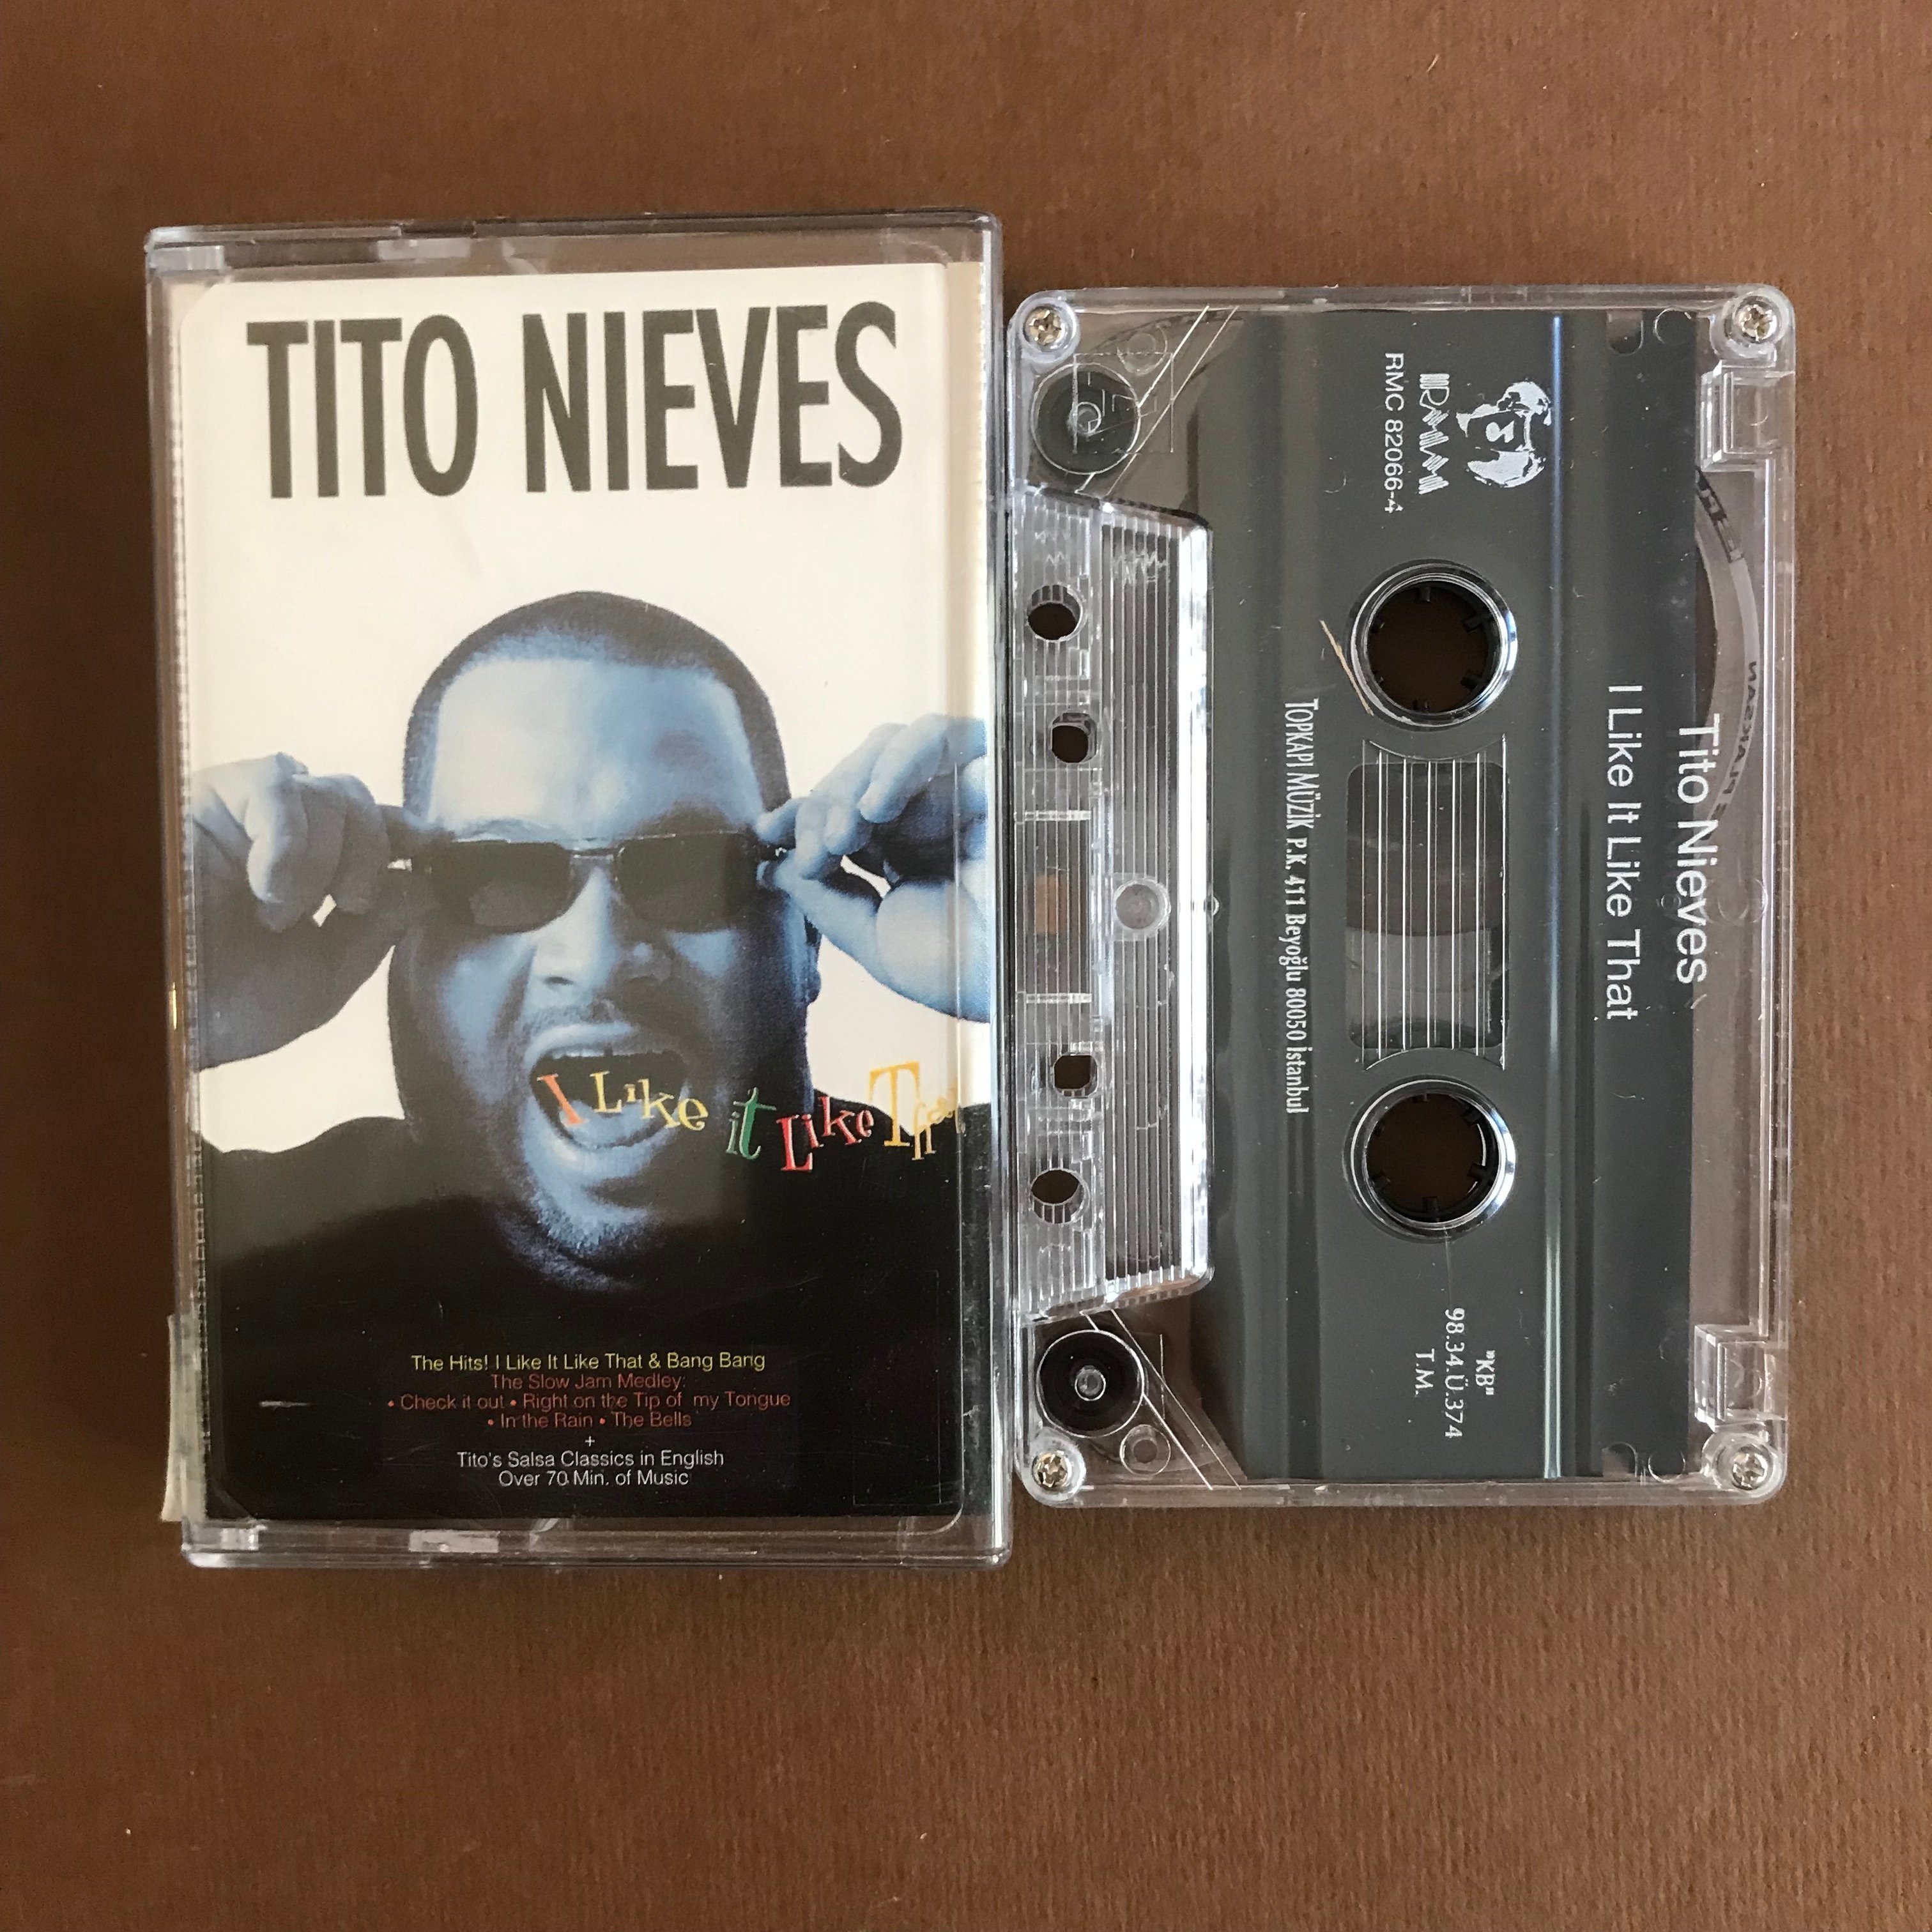 TITO NIEVES
I Like it Like That
The Hits! I Like It Like That & Bang Bang
The Slow Jam Medley:
• Check it out • Right on the Tip of my Tongue
• In the Rain • The Bells
+
Tito's Salsa Classics in English
Over 70 Min. of Music
Tito Nieves
I Like It Like That
RMM
RMC 82066-4
TOPKAPI MÜZİK P.K. 411 Beyoğlu 80050 İstanbul
"KB"
98.34.Ü.374
T.M.